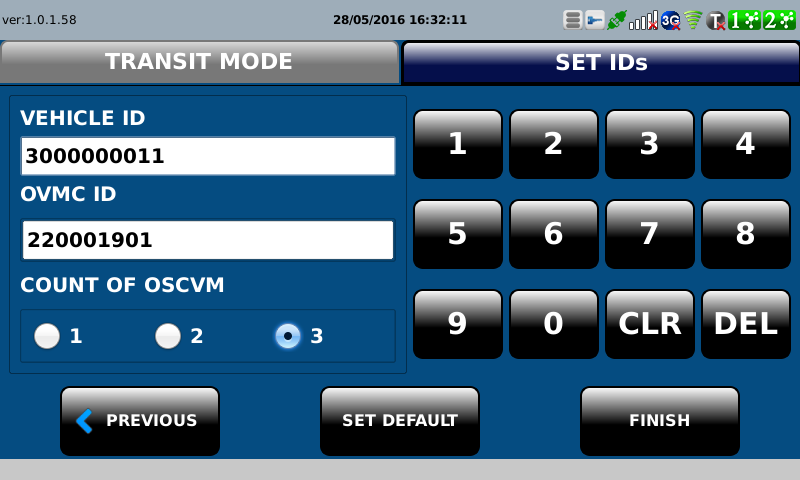 ver:1.0.1.58
28/05/2016 16:32:11
3G
T
1
2
TRANSIT MODE
SET IDs
VEHICLE ID
3000000011
OVMC ID
220001901
COUNT OF OSCVM
1 2 3
1 2 3 4
5 6 7 8
9 0 CLR DEL
PREVIOUS
SET DEFAULT
FINISH